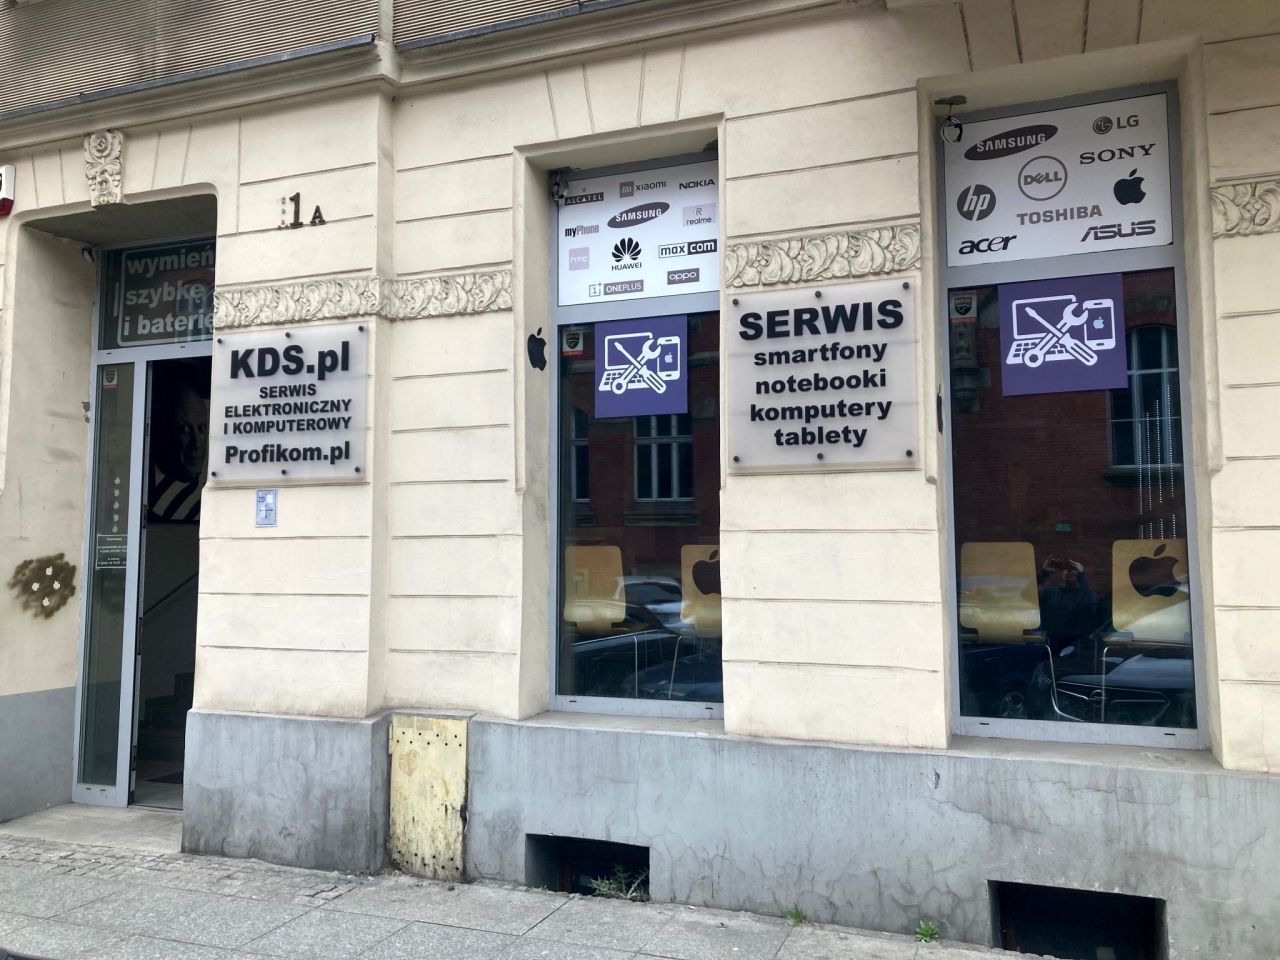 1A
wymień
szybkę
i baterię
KDS.pl
SERWIS
ELEKTRONICZNY
I KOMPUTEROWY
Profikom.pl
ALCATEL
xiaomi
NOKIA
myPhone
SAMSUNG
realme
hTC
HUAWEI
maxcom
ONEPLUS
oppo
SERWIS
smartfony
notebooki
komputery
tablety
SAMSUNG
LG
SONY
DELL
hp
TOSHIBA
acer
ASUS